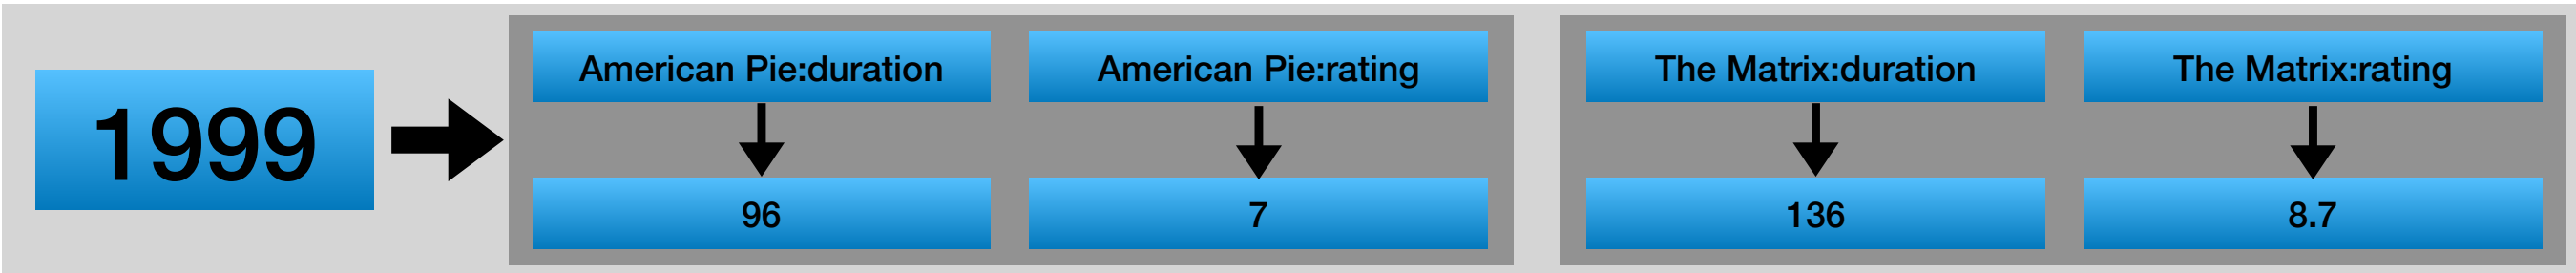 1999
American Pie:duration
American Pie:rating
The Matrix:duration
The Matrix:rating
96
7
136
8.7